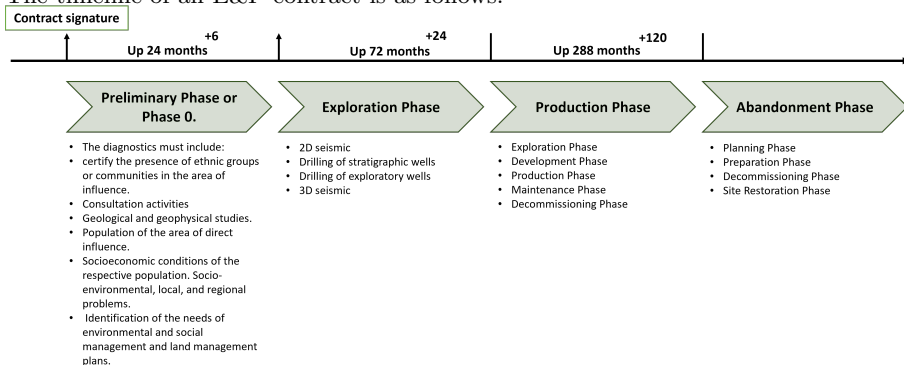 The timeline of an E&P contract is as follows:
Contract signature
+6
Up 24 months
+24
Up 72 months
+120
Up 288 months
Preliminary Phase or
Phase 0.
Exploration Phase
Production Phase
Abandonment Phase
• The diagnostics must include:
• certify the presence of ethnic groups
or communities in the area of
influence.
• Consultation activities
• Geological and geophysical studies.
• Population of the area of direct
influence.
• Socioeconomic conditions of the
respective population. Socio-
environmental, local, and regional
problems.
• Identification of the needs of
environmental and social
management and land management
plans.
• 2D seismic
• Drilling of stratigraphic wells
• Drilling of exploratory wells
• 3D seismic
• Exploration Phase
• Development Phase
• Production Phase
• Maintenance Phase
• Decommissioning Phase
• Planning Phase
• Preparation Phase
• Decommissioning Phase
• Site Restoration Phase